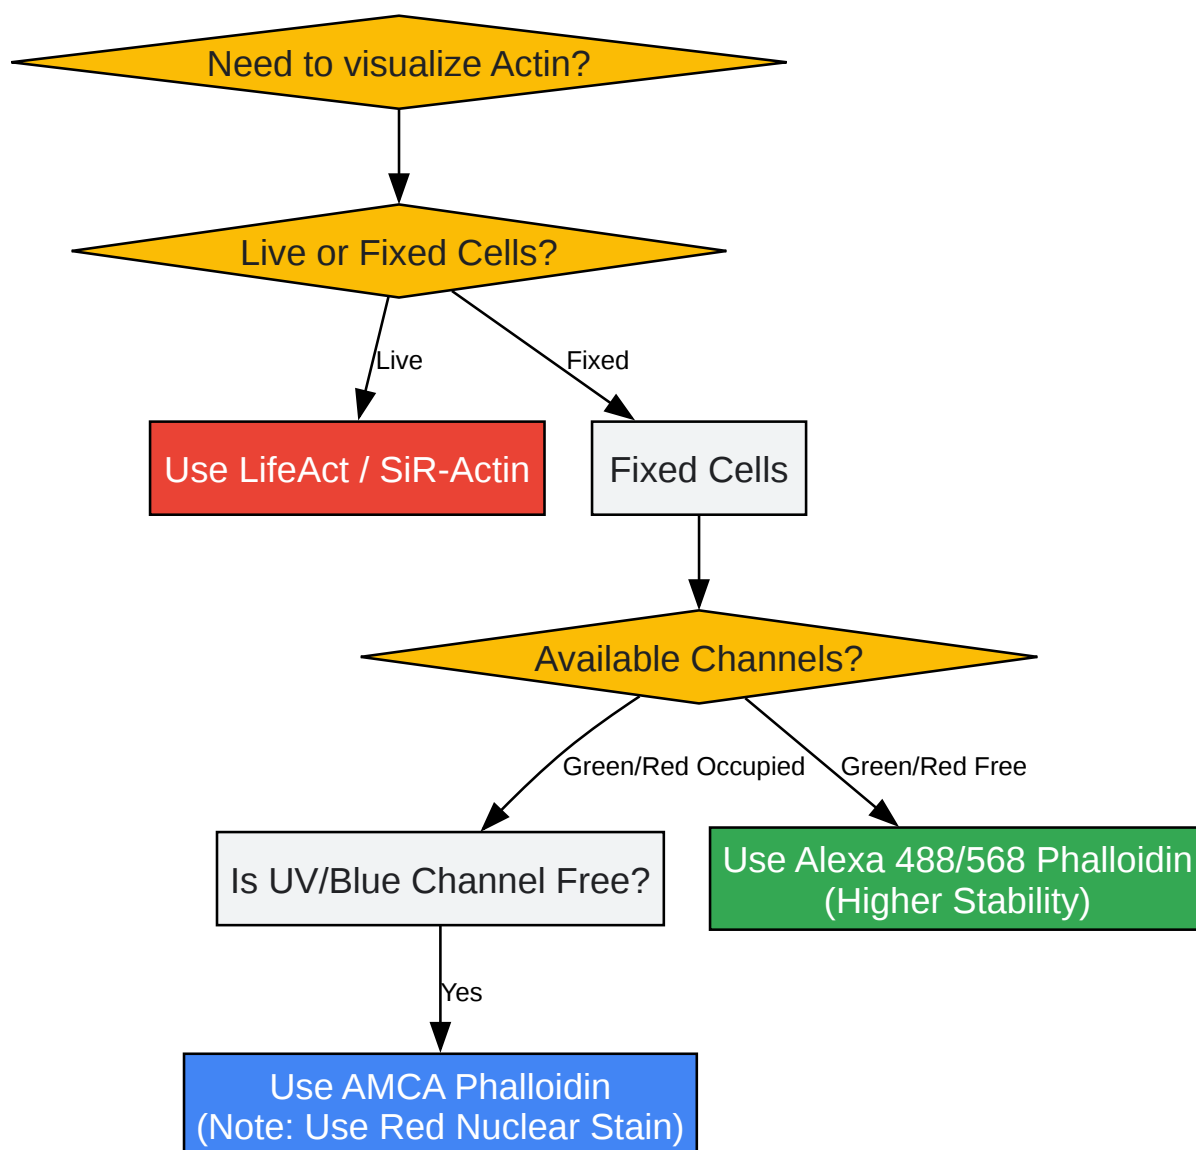 Need to visualize Actin?
Live or Fixed Cells?
Live
Fixed
Use LifeAct / SiR-Actin
Fixed Cells
Available Channels?
Green/Red Occupied
Green/Red Free
Is UV/Blue Channel Free?
Use Alexa 488/568 Phalloidin
(Higher Stability)
Yes
Use AMCA Phalloidin
(Note: Use Red Nuclear Stain)